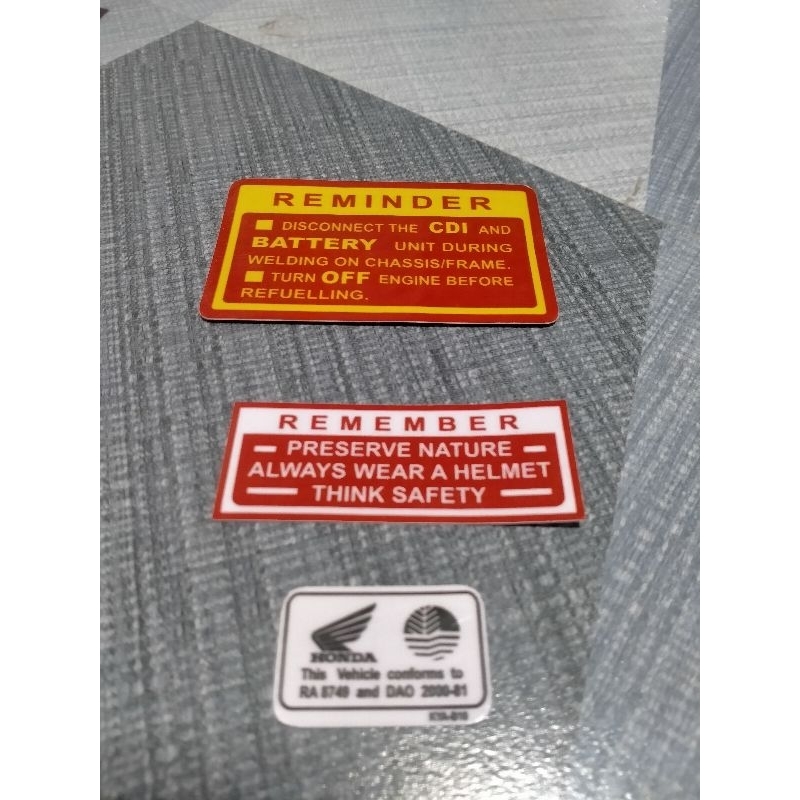 REMINDER
DISCONNECT THE CDI AND
BATTERY UNIT DURING
WELDING ON CHASSIS/FRAME.
TURN OFF ENGINE BEFORE
REFUELLING.
REMEMBER
PRESERVE NATURE
ALWAYS WEAR A HELMET
THINK SAFETY
HONDA
This Vehicle conforms to
RA 8749 and DAO 2000-81